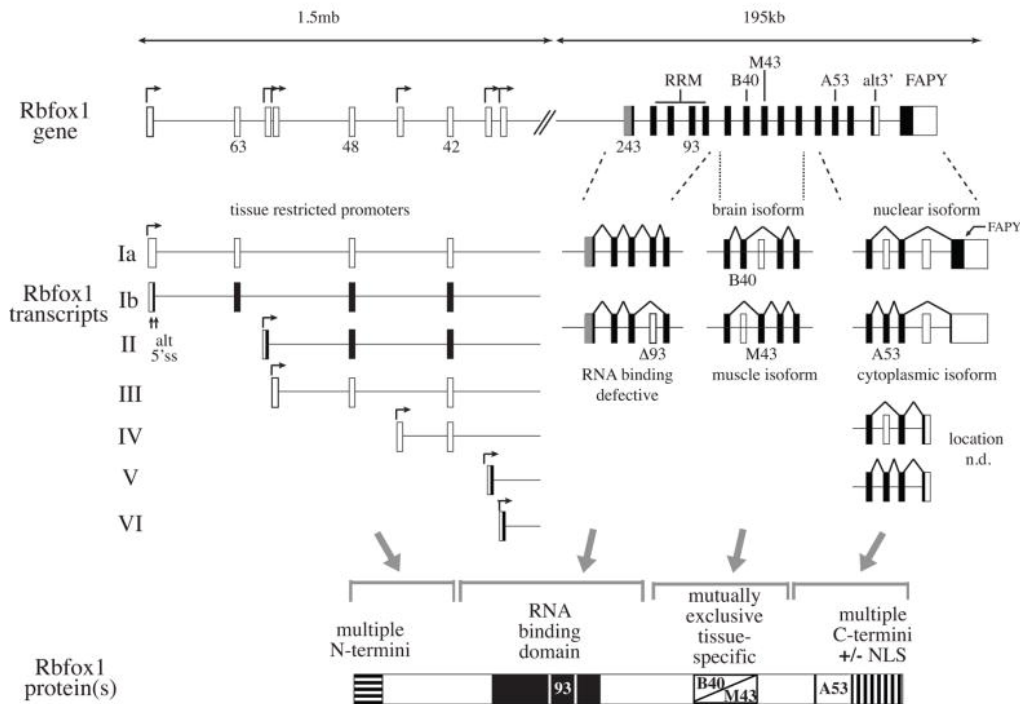 1.5mb
195kb
Rbfox1
gene
63
48
42
243
RRM
93
B40
M43
A53
alt3'
FAPY
tissue restricted promoters
brain isoform
nuclear isoform
FAPY
Rbfox1
transcripts
Ia
Ib
alt
5'ss
II
III
IV
V
VI
B40
Δ93
M43
A53
RNA binding
defective
muscle isoform
cytoplasmic isoform
location
n.d.
multiple
N-termini
RNA
binding
domain
mutually
exclusive
tissue-
specific
multiple
C-termini
+/- NLS
Rbfox1
protein(s)
93
B40
M43
A53